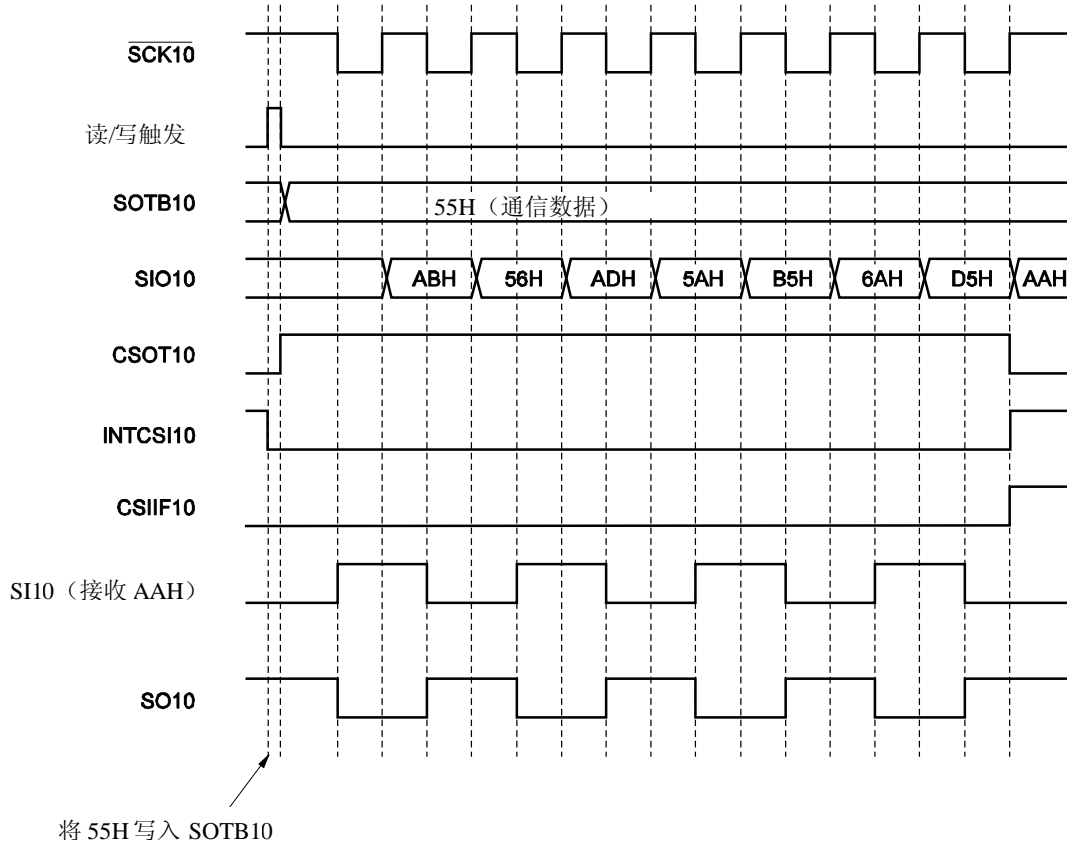 SCK10
读/写触发
SOTB10
55H（通信数据）
SIO10
ABH 56H ADH 5AH B5H 6AH D5H AAH
CSOT10
INTCSI10
CSIIF10
SI10（接收 AAH）
SO10
将 55H 写入 SOTB10